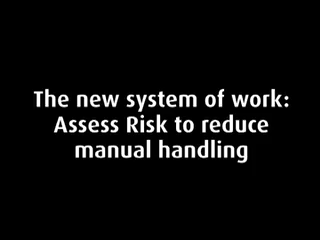 The new system of work:
Assess Risk to reduce
manual handling